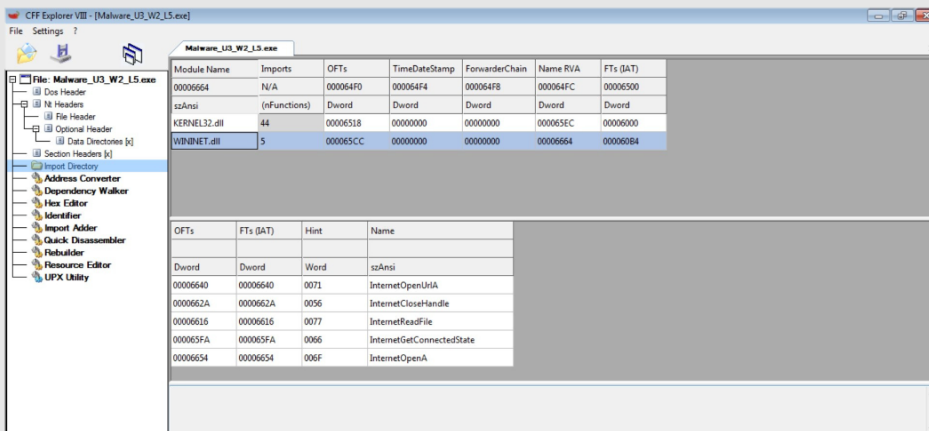 CFF Explorer VIII - [Malware_U3_W2_L5.exe]
File Settings ?
Malware_U3_W2_L5.exe
File: Malware_U3_W2_L5.exe
Dos Header
Nt Headers
File Header
Optional Header
Data Directories [x]
Section Headers [x]
Import Directory
Address Converter
Dependency Walker
Hex Editor
Identifier
Import Adder
Quick Disassembler
Rebuilder
Resource Editor
UPX Utility
Module Name Imports OFTs TimeDateStamp ForwarderChain Name RVA FTs (IAT)
00006664 N/A 000064F0 000064F4 000064F8 000064FC 00006500
szAnsi (nFunctions) Dword Dword Dword Dword Dword
KERNEL32.dll 44 00006518 00000000 00000000 000065EC 00006000
WININET.dll 5 000065CC 00000000 00000000 00006664 000060B4
OFTs FTs (IAT) Hint Name
Dword Dword Word szAnsi
00006640 00006640 0071 InternetOpenUrlA
0000662A 0000662A 0056 InternetCloseHandle
00006616 00006616 0077 InternetReadFile
000065FA 000065FA 0066 InternetGetConnectedState
00006654 00006654 006F InternetOpenA